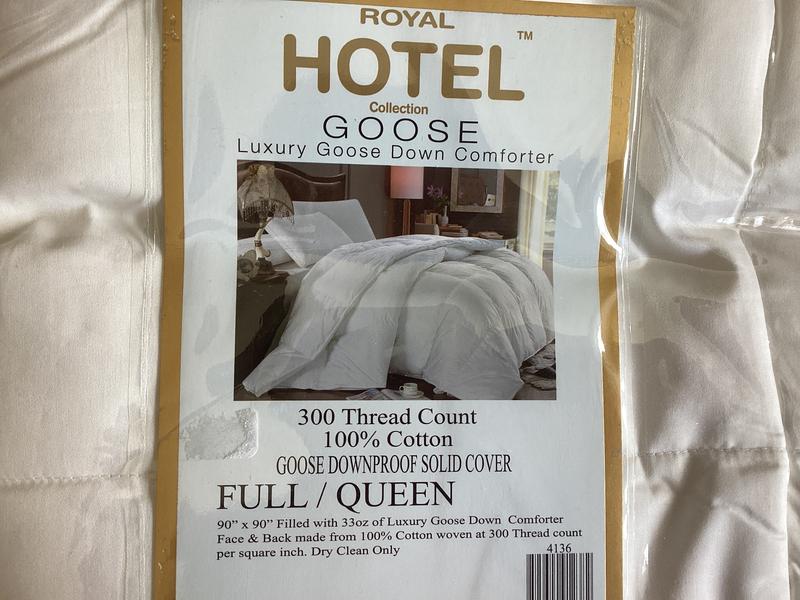 ROYAL
HOTEL™
Collection
GOOSE
Luxury Goose Down Comforter
300 Thread Count
100% Cotton
GOOSE DOWNPROOF SOLID COVER
FULL / QUEEN
90” x 90” Filled with 33oz of Luxury Goose Down Comforter
Face & Back made from 100% Cotton woven at 300 Thread count
per square inch. Dry Clean Only
4136